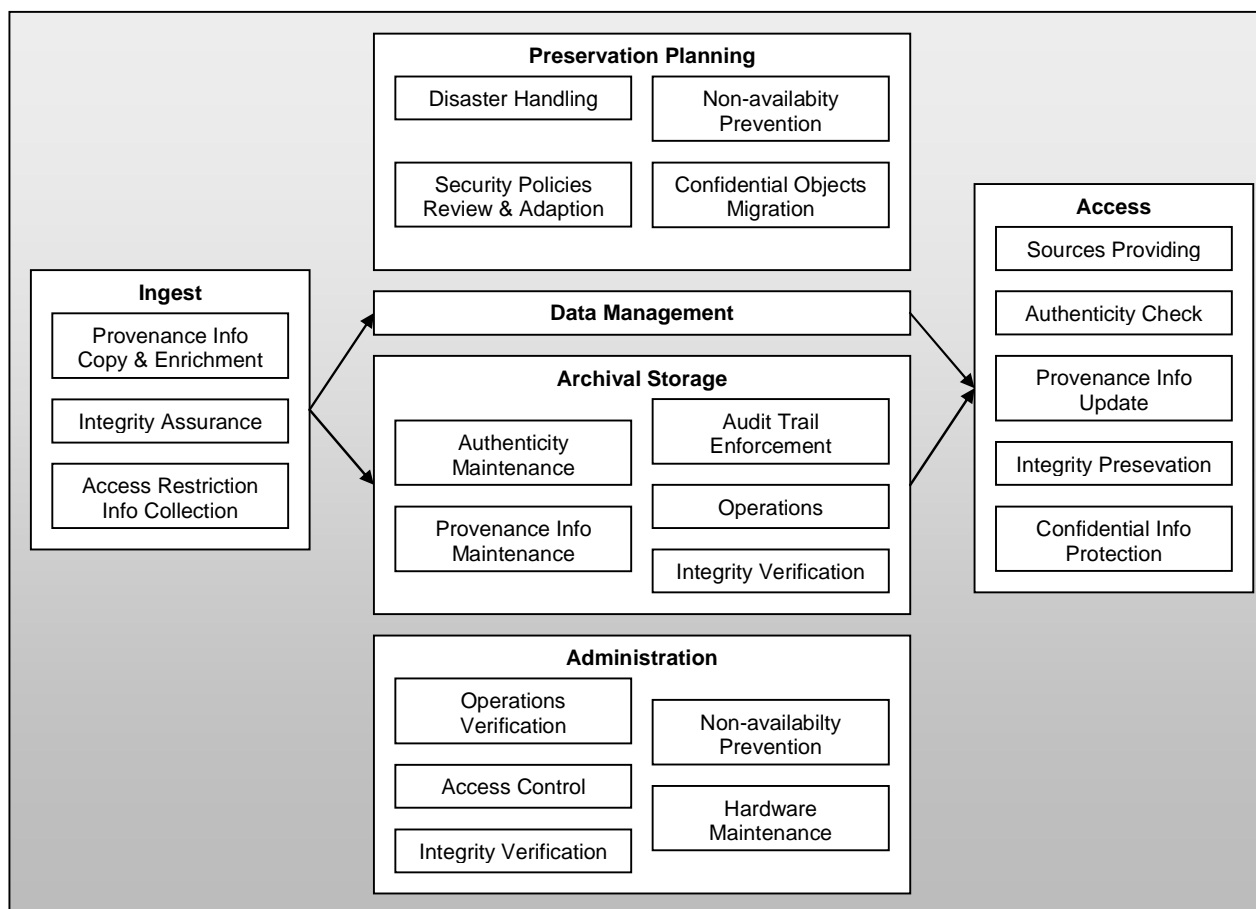 Preservation Planning
Disaster Handling
Non-availabity
Prevention
Security Policies
Review & Adaption
Confidential Objects
Migration
Ingest
Provenance Info
Copy & Enrichment
Integrity Assurance
Access Restriction
Info Collection
Data Management
Archival Storage
Authenticity
Maintenance
Provenance Info
Maintenance
Audit Trail
Enforcement
Operations
Integrity Verification
Administration
Operations
Verification
Access Control
Integrity Verification
Non-availabilty
Prevention
Hardware
Maintenance
Access
Sources Providing
Authenticity Check
Provenance Info
Update
Integrity Presevation
Confidential Info
Protection